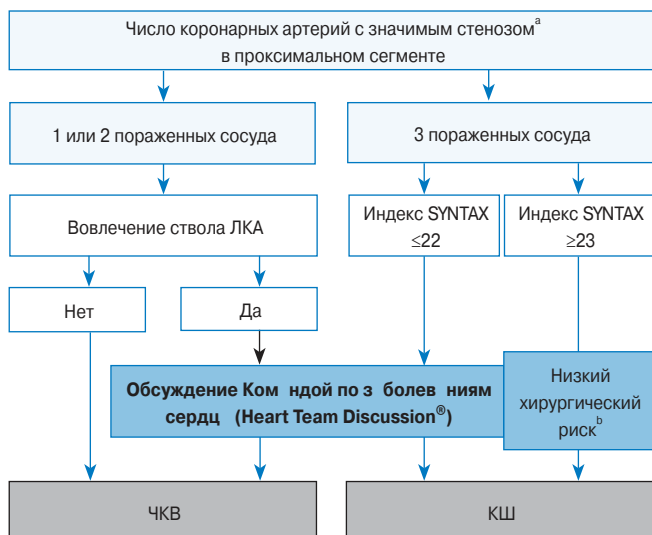 Число коронарных артерий с значимым стенозомᵃ
в проксимальном сегменте
1 или 2 пораженных сосуда
3 пораженных сосуда
Вовлечение ствола ЛКА
Индекс SYNTAX
≤22
Индекс SYNTAX
≥23
Нет
Да
Обсуждение Ком ндой по з болев ниям
сердц (Heart Team Discussion®)
Низкий
хирургический
рискᵇ
ЧКВ
КШ